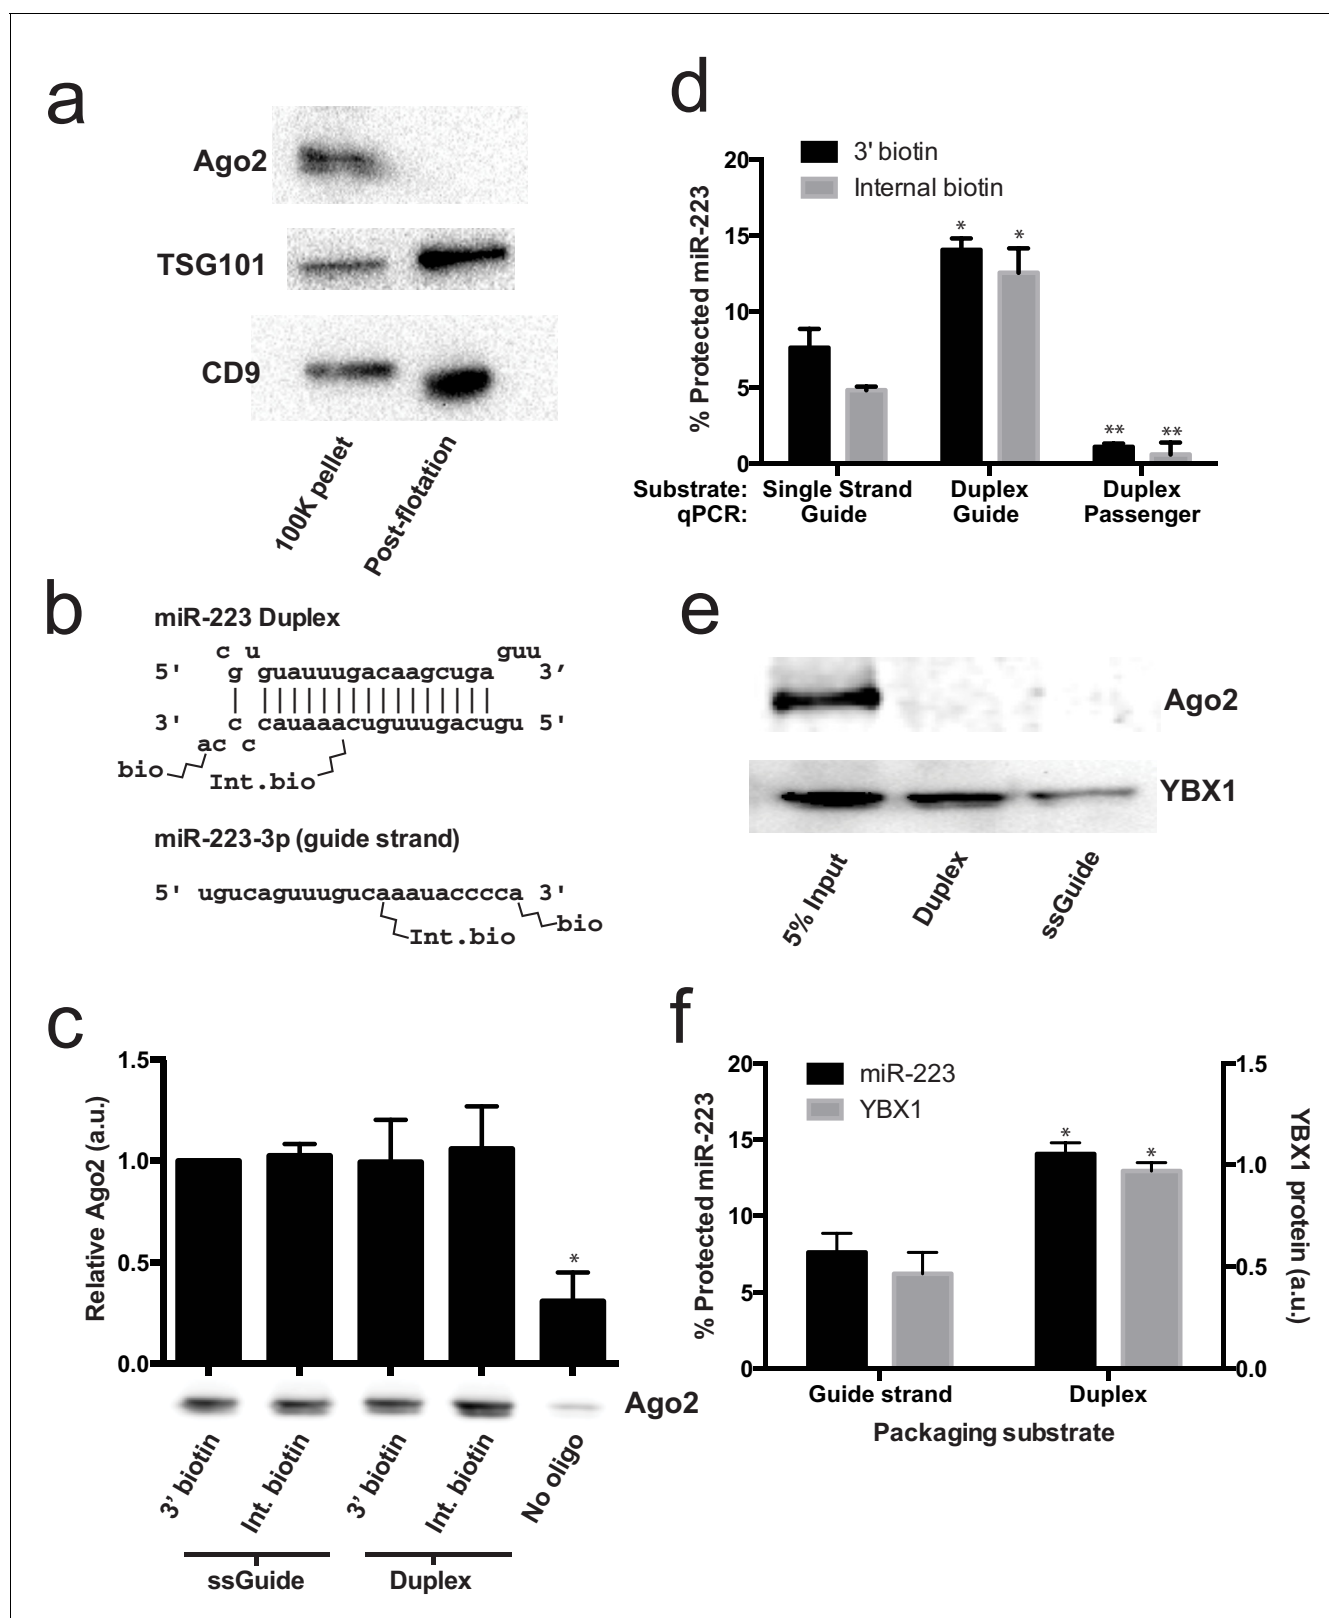 a
Ago2
TSG101
CD9
100K pellet
Post-flotation
b
miR-223 Duplex
c u guu
5' g guauuugacaagcuga 3’
3' c cauaaacuguuugacugu 5'
ac c
bio Int.bio
miR-223-3p (guide strand)
5' ugucaguuugucaaauacccca 3'
Int.bio bio
c
Relative Ago2 (a.u.)
1.5
1.0
0.5
0.0
*
Ago2
3’ biotin
Int. biotin
3’ biotin
Int. biotin
No oligo
ssGuide
Duplex
d
% Protected miR-223
20
15
10
5
0
3' biotin
Internal biotin
* *
** **
Substrate: Single Strand Duplex Duplex
qPCR: Guide Guide Passenger
e
Ago2
YBX1
5% Input
Duplex
ssGuide
f
% Protected miR-223
20
15
10
5
0
miR-223
YBX1
* *
1.5
1.0
0.5
0.0
YBX1 protein (a.u.)
Guide strand Duplex
Packaging substrate